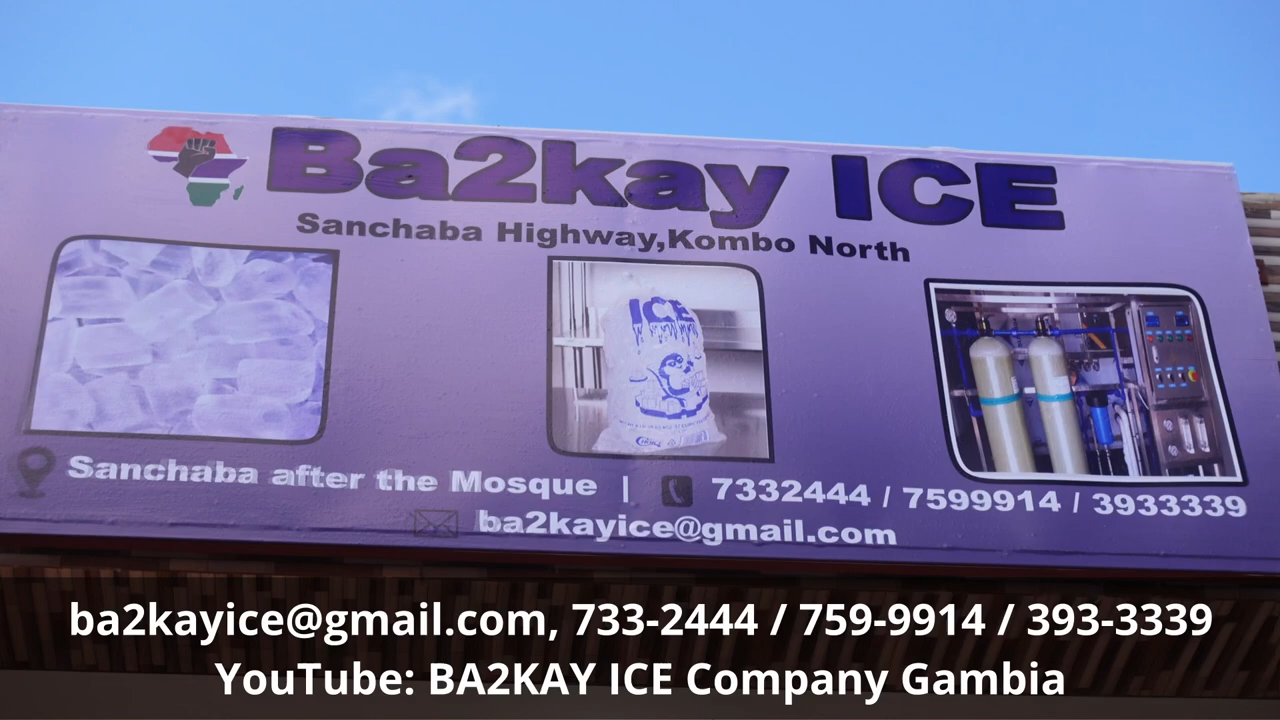 Ba2kay ICE
Sanchaba Highway,Kombo North
ICE
Sanchaba after the Mosque | 7332444 / 7599914 / 3933339
ba2kayice@gmail.com
ba2kayice@gmail.com, 733-2444 / 759-9914 / 393-3339
YouTube: BA2KAY ICE Company Gambia